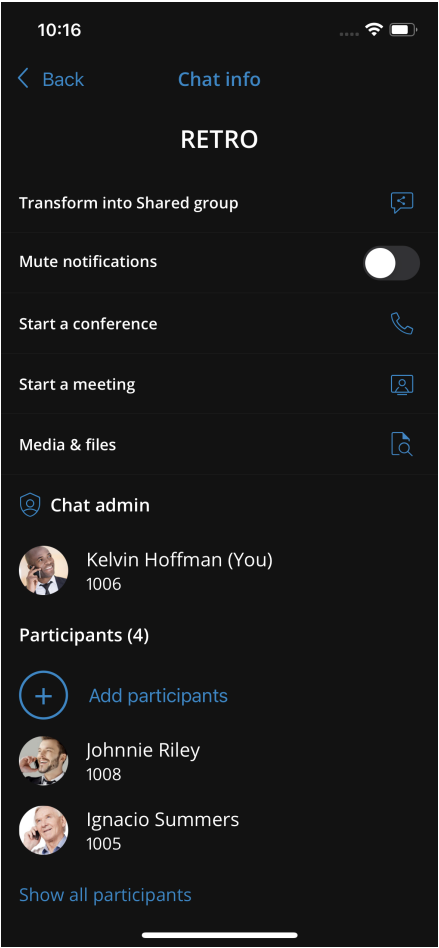 10:16
Back
Chat info
RETRO
Transform into Shared group
Mute notifications
Start a conference
Start a meeting
Media & files
Chat admin
Kelvin Hoffman (You)
1006
Participants (4)
Add participants
Johnnie Riley
1008
Ignacio Summers
1005
Show all participants